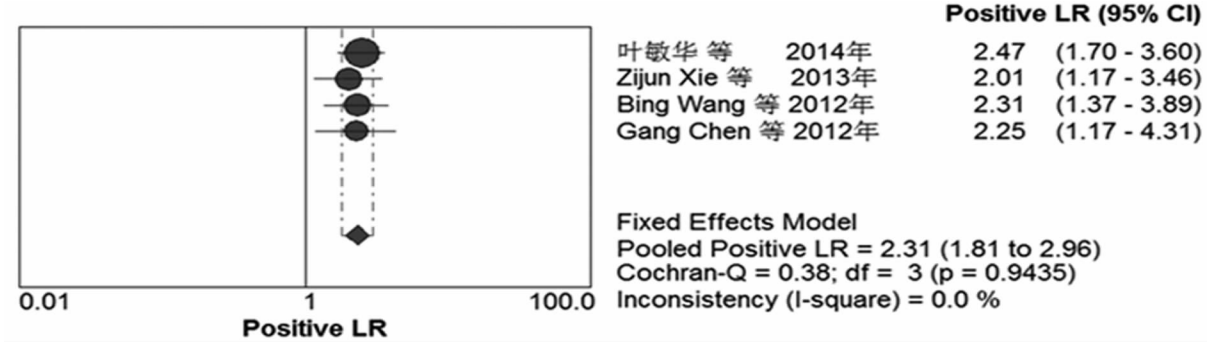 Positive LR (95% CI)
叶敏华 等 2014年 2.47 (1.70 - 3.60)
Zijun Xie 等 2013年 2.01 (1.17 - 3.46)
Bing Wang 等 2012年 2.31 (1.37 - 3.89)
Gang Chen 等 2012年 2.25 (1.17 - 4.31)
Fixed Effects Model
Pooled Positive LR = 2.31 (1.81 to 2.96)
Cochran-Q = 0.38; df = 3 (p = 0.9435)
Inconsistency (I-square) = 0.0 %
0.01 1 100.0
Positive LR